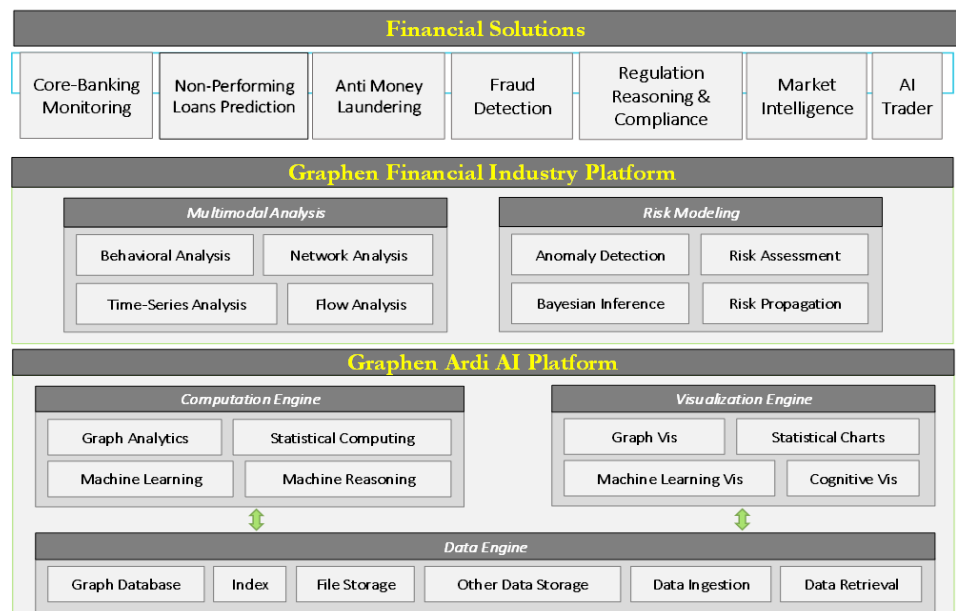 Financial Solutions
Core-Banking
Monitoring
Non-Performing
Loans Prediction
Anti Money
Laundering
Fraud
Detection
Regulation
Reasoning &
Compliance
Market
Intelligence
AI
Trader
Graphen Financial Industry Platform
Multimodal Analysis
Behavioral Analysis
Network Analysis
Time-Series Analysis
Flow Analysis
Risk Modeling
Anomaly Detection
Risk Assessment
Bayesian Inference
Risk Propagation
Graphen Ardi AI Platform
Computation Engine
Graph Analytics
Statistical Computing
Machine Learning
Machine Reasoning
Visualization Engine
Graph Vis
Statistical Charts
Machine Learning Vis
Cognitive Vis
Data Engine
Graph Database
Index
File Storage
Other Data Storage
Data Ingestion
Data Retrieval